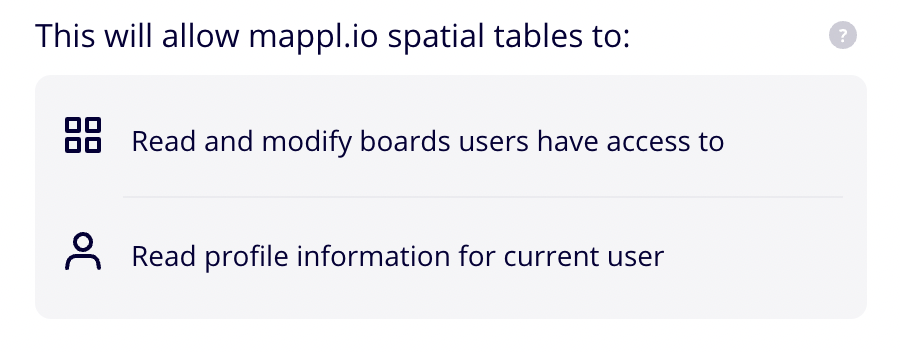 This will allow mappl.io spatial tables to:
?
Read and modify boards users have access to
Read profile information for current user